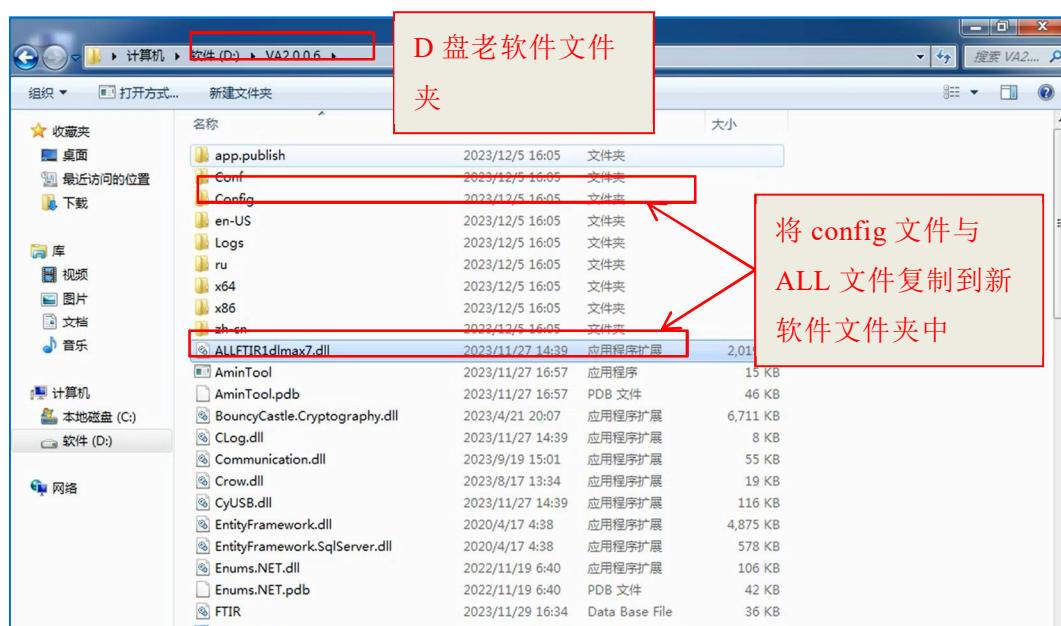 计算机 ▸ 软件 (D:) ▸ VA2.0.0.6 ▸
搜索 VA2....
D 盘老软件文件
夹
组织 打开方式... 新建文件夹
名称 大小
收藏夹
桌面
最近访问的位置
下载
库
视频
图片
文档
音乐
计算机
本地磁盘 (C:)
软件 (D:)
网络
app.publish 2023/12/5 16:05 文件夹
Conf 2023/12/5 16:05 文件夹
Config 2023/12/5 16:05 文件夹
en-US 2023/12/5 16:05 文件夹
Logs 2023/12/5 16:05 文件夹
ru 2023/12/5 16:05 文件夹
x64 2023/12/5 16:05 文件夹
x86 2023/12/5 16:05 文件夹
zh-cn 2023/12/5 16:05 文件夹
ALLFTIR1dlmax7.dll 2023/11/27 14:39 应用程序扩展 2,01
AminTool 2023/11/27 16:57 应用程序 15 KB
AminTool.pdb 2023/11/27 16:57 PDB 文件 46 KB
BouncyCastle.Cryptography.dll 2023/4/21 20:07 应用程序扩展 6,711 KB
CLog.dll 2023/11/27 14:39 应用程序扩展 8 KB
Communication.dll 2023/9/19 15:01 应用程序扩展 55 KB
Crow.dll 2023/8/17 13:34 应用程序扩展 19 KB
CyUSB.dll 2023/11/27 14:39 应用程序扩展 116 KB
EntityFramework.dll 2020/4/17 4:38 应用程序扩展 4,875 KB
EntityFramework.SqlServer.dll 2020/4/17 4:38 应用程序扩展 578 KB
Enums.NET.dll 2022/11/19 6:40 应用程序扩展 106 KB
Enums.NET.pdb 2022/11/19 6:40 PDB 文件 42 KB
FTIR 2023/11/29 16:34 Data Base File 36 KB
将 config 文件与
ALL 文件复制到新
软件文件夹中